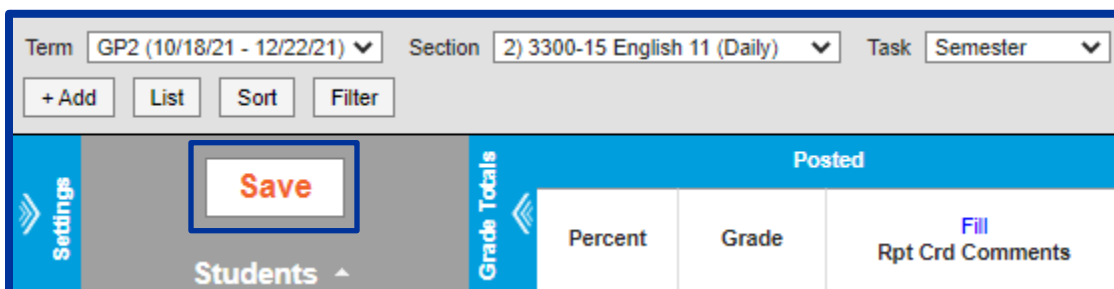 Term GP2 (10/18/21 - 12/22/21) Section 2) 3300-15 English 11 (Daily) Task Semester
+ Add List Sort Filter
Settings
Save
Students
Grade Totals
Posted
Percent Grade Fill
Rpt Crd Comments